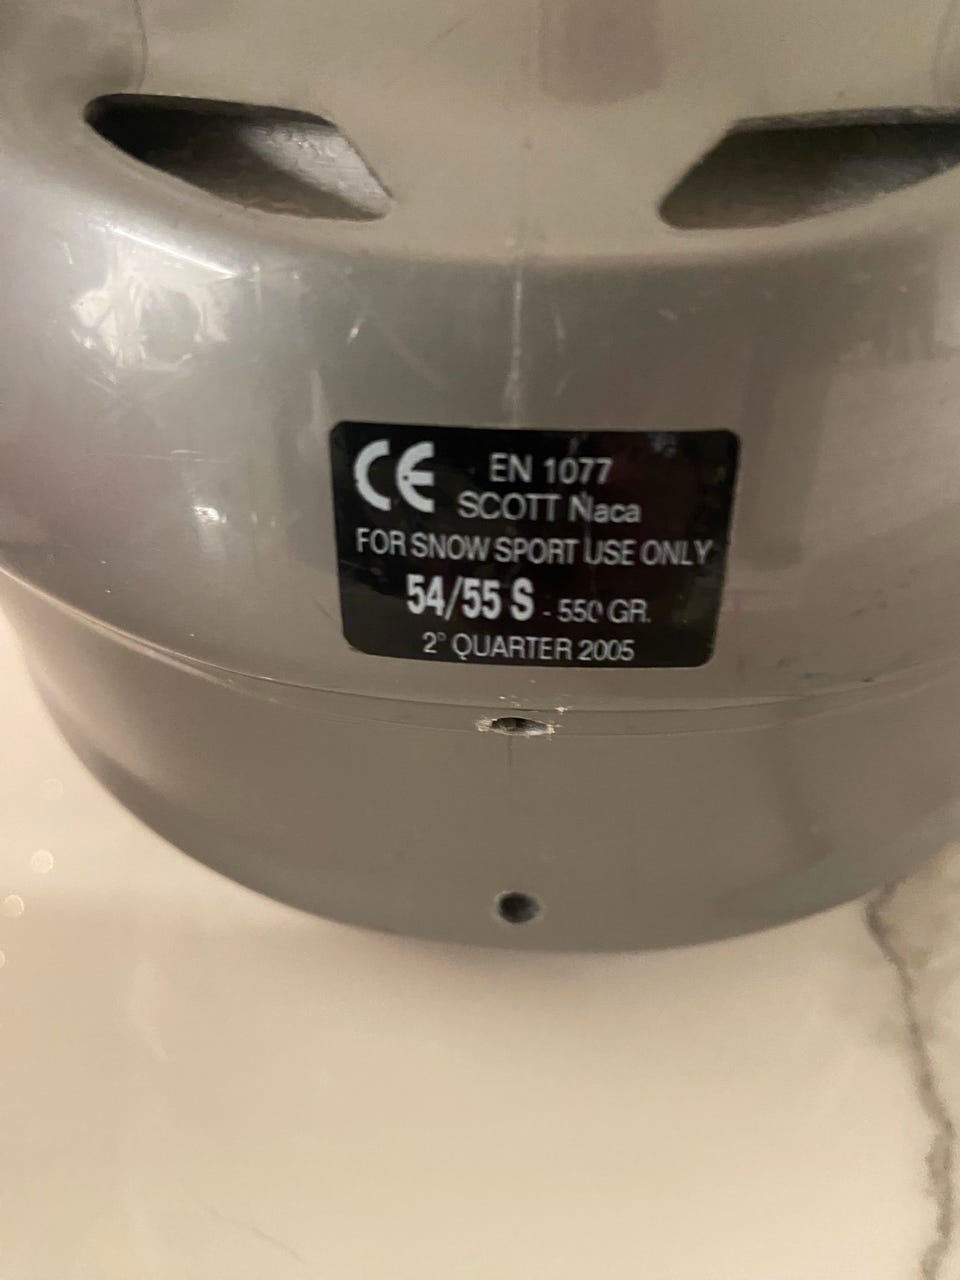 CE EN 1077
SCOTT Naca
FOR SNOW SPORT USE ONLY
54/55 S - 550 GR.
2° QUARTER 2005